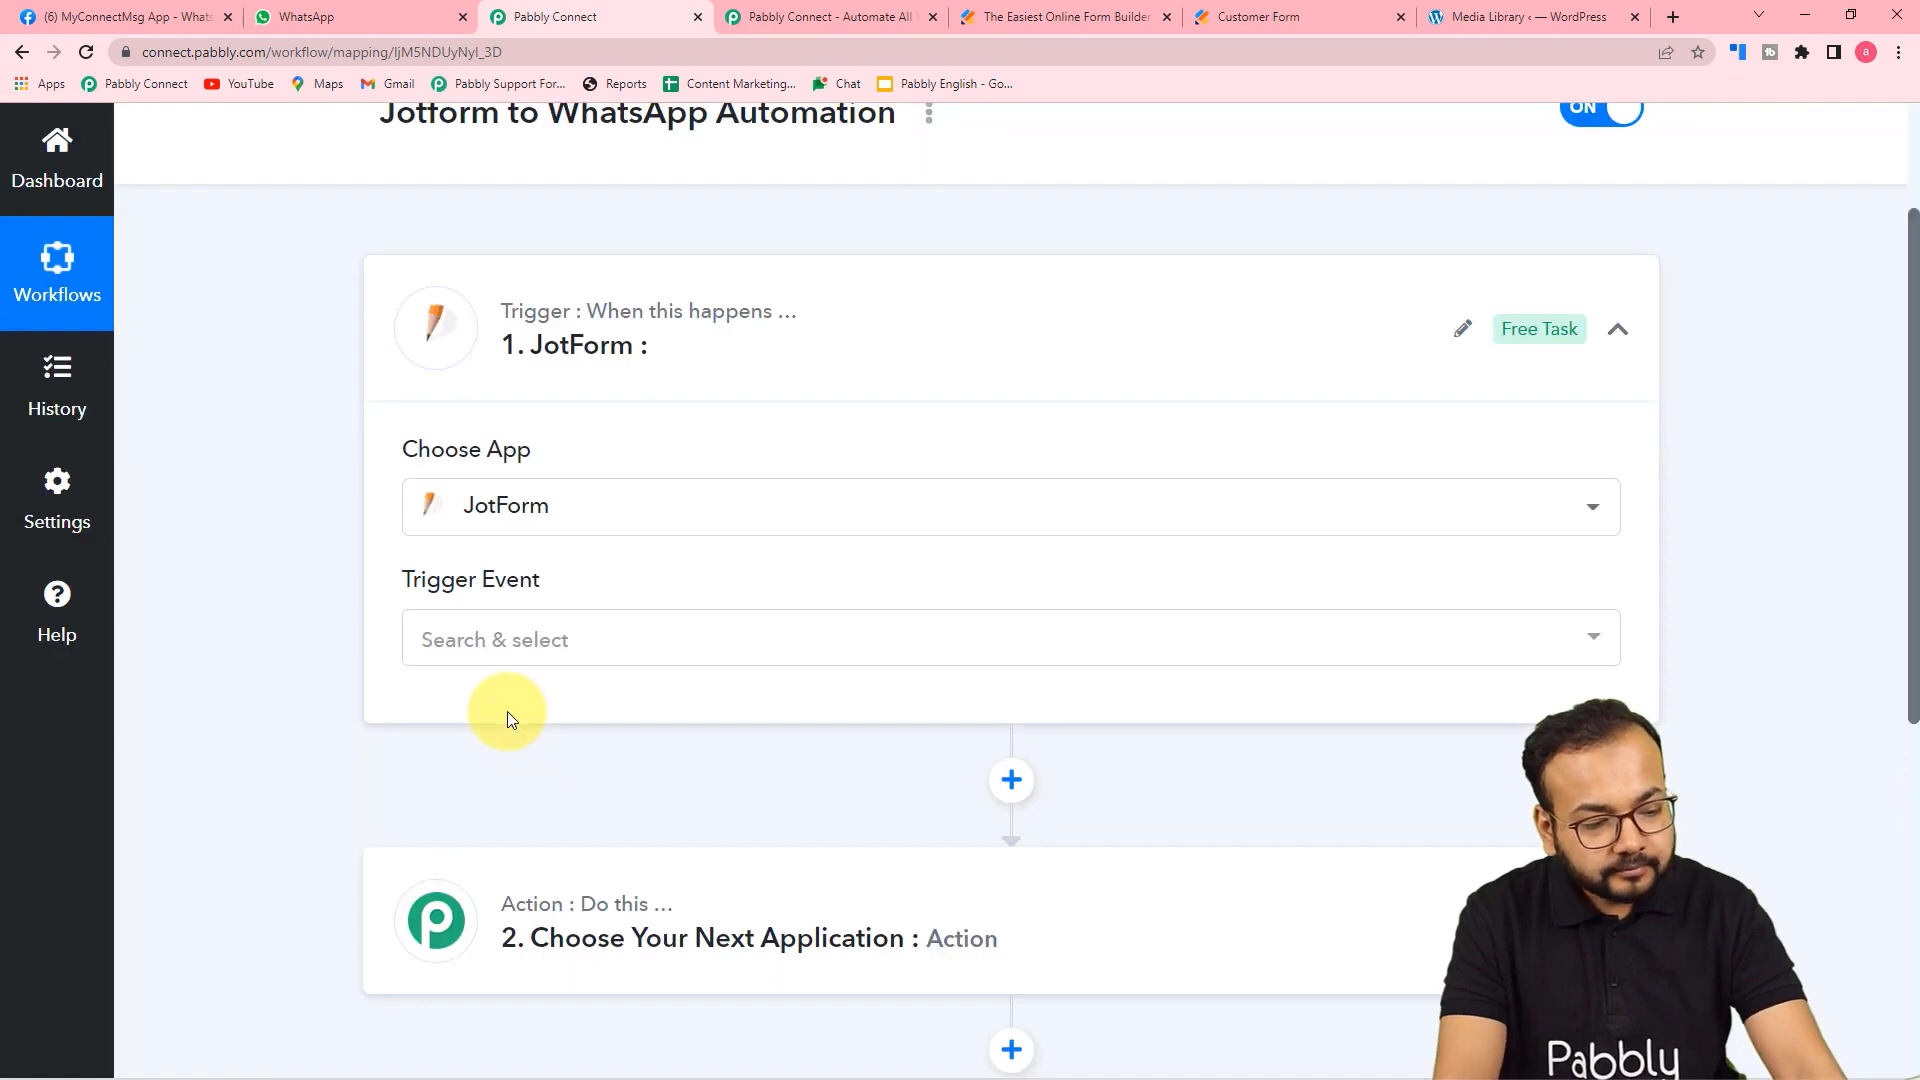 (6) MyConnectMsg App - Whats
WhatsApp
Pabbly Connect
Pabbly Connect - Automate All
The Easiest Online Form Builder
Customer Form
Media Library ‹ — WordPress
connect.pabbly.com/workflow/mapping/IjM5NDUyNyI_3D
a
Apps
Pabbly Connect
YouTube
Maps
Gmail
Pabbly Support For...
Reports
Content Marketing...
Chat
Pabbly English - Go...
Jotform to WhatsApp Automation
ON
Dashboard
Workflows
History
Settings
Help
Trigger : When this happens ...
1. JotForm :
Free Task
Choose App
JotForm
Trigger Event
Search & select
Action : Do this ...
2. Choose Your Next Application : Action
Pabbly